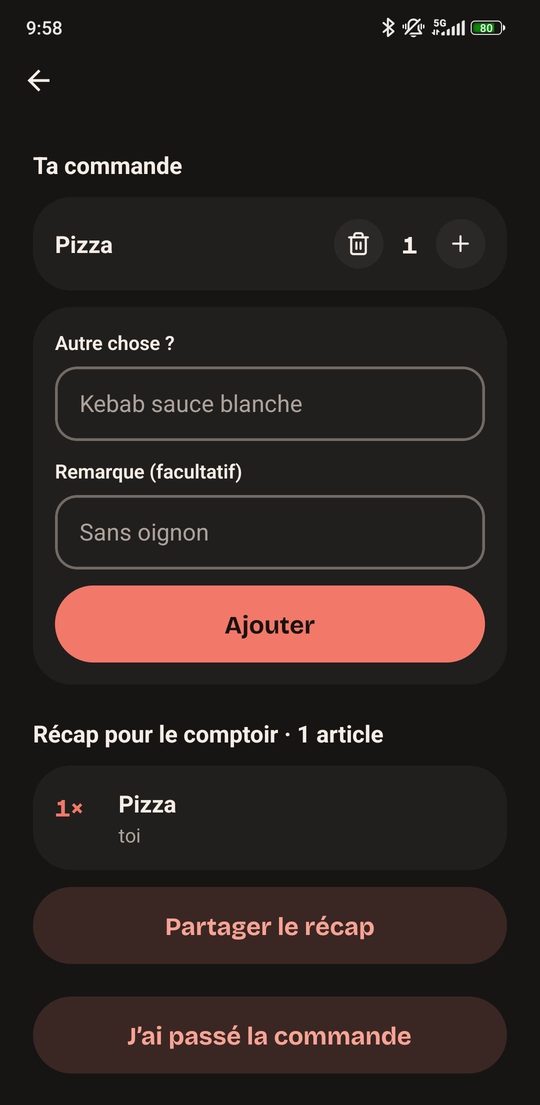 9:58
5G
80
Ta commande
Pizza
1
Autre chose ?
Kebab sauce blanche
Remarque (facultatif)
Sans oignon
Ajouter
Récap pour le comptoir · 1 article
1×
Pizza
toi
Partager le récap
J’ai passé la commande